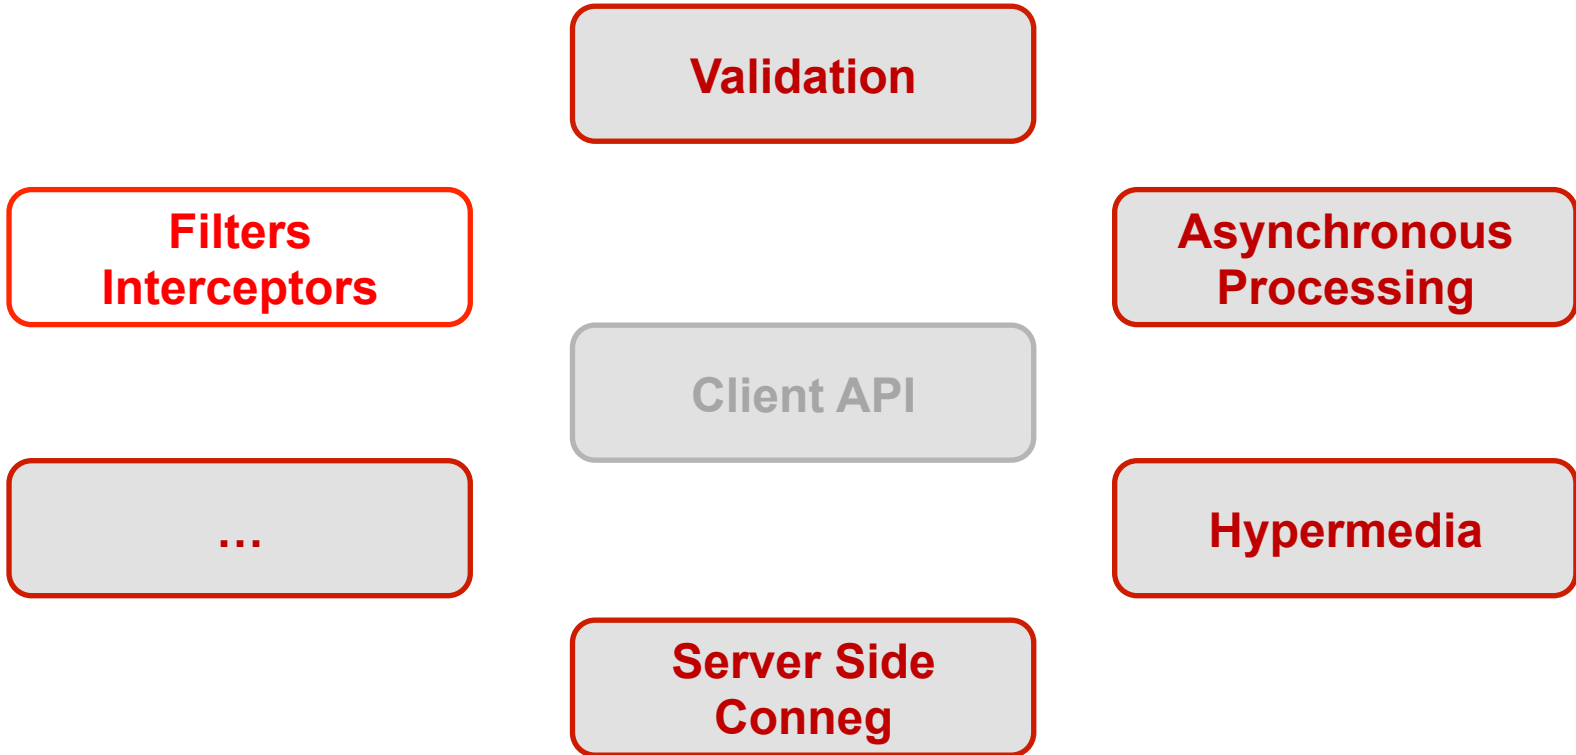 Validation
Filters
Interceptors
Asynchronous
Processing
Client API
...
Hypermedia
Server Side
Conneg